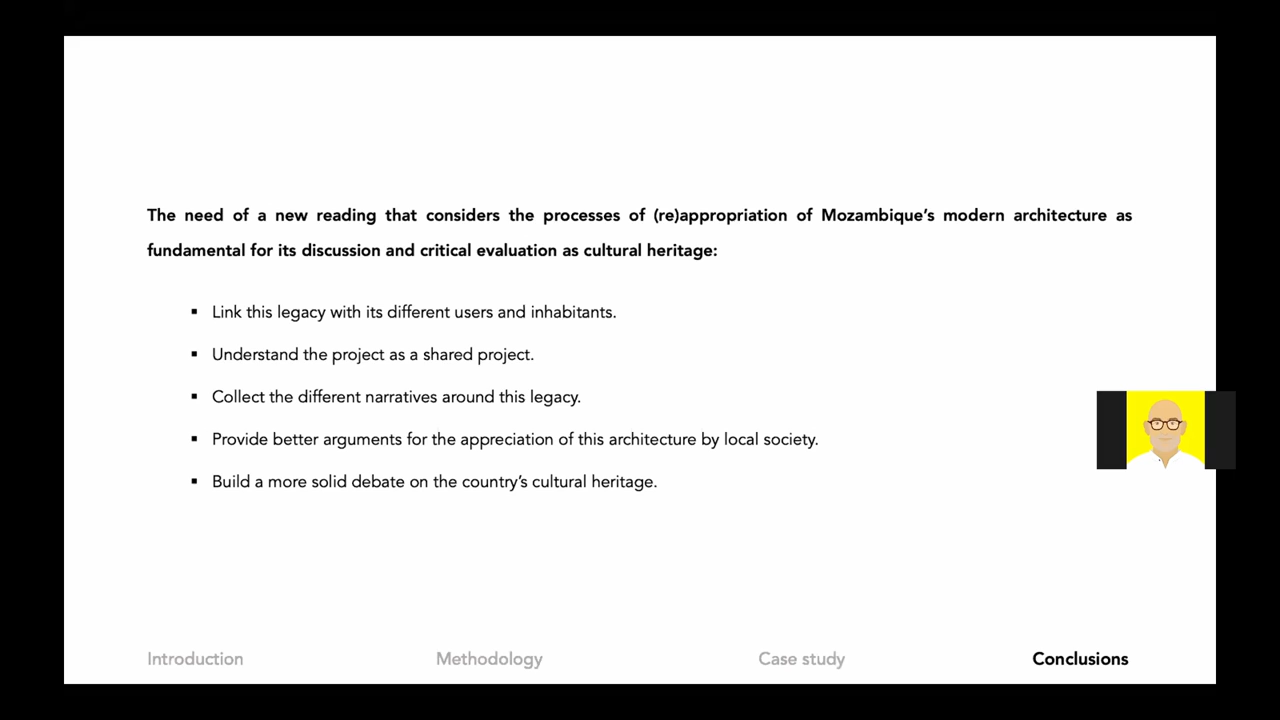 The need of a new reading that considers the processes of (re)appropriation of Mozambique’s modern architecture as
fundamental for its discussion and critical evaluation as cultural heritage:
▪ Link this legacy with its different users and inhabitants.
▪ Understand the project as a shared project.
▪ Collect the different narratives around this legacy.
▪ Provide better arguments for the appreciation of this architecture by local society.
▪ Build a more solid debate on the country’s cultural heritage.
Introduction Methodology Case study Conclusions